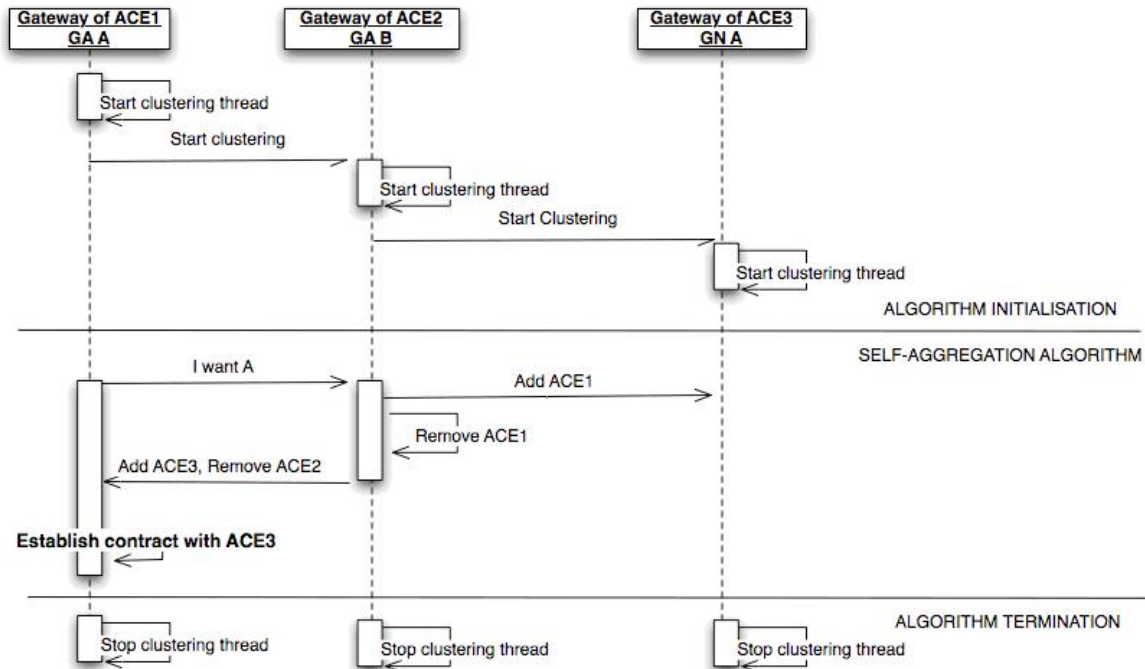 Gateway of ACE1
GA A
Gateway of ACE2
GA B
Gateway of ACE3
GN A
Start clustering thread
Start clustering
Start clustering thread
Start Clustering
Start clustering thread
ALGORITHM INITIALISATION
SELF-AGGREGATION ALGORITHM
I want A
Add ACE1
Remove ACE1
Add ACE3, Remove ACE2
Establish contract with ACE3
ALGORITHM TERMINATION
Stop clustering thread
Stop clustering thread
Stop clustering thread